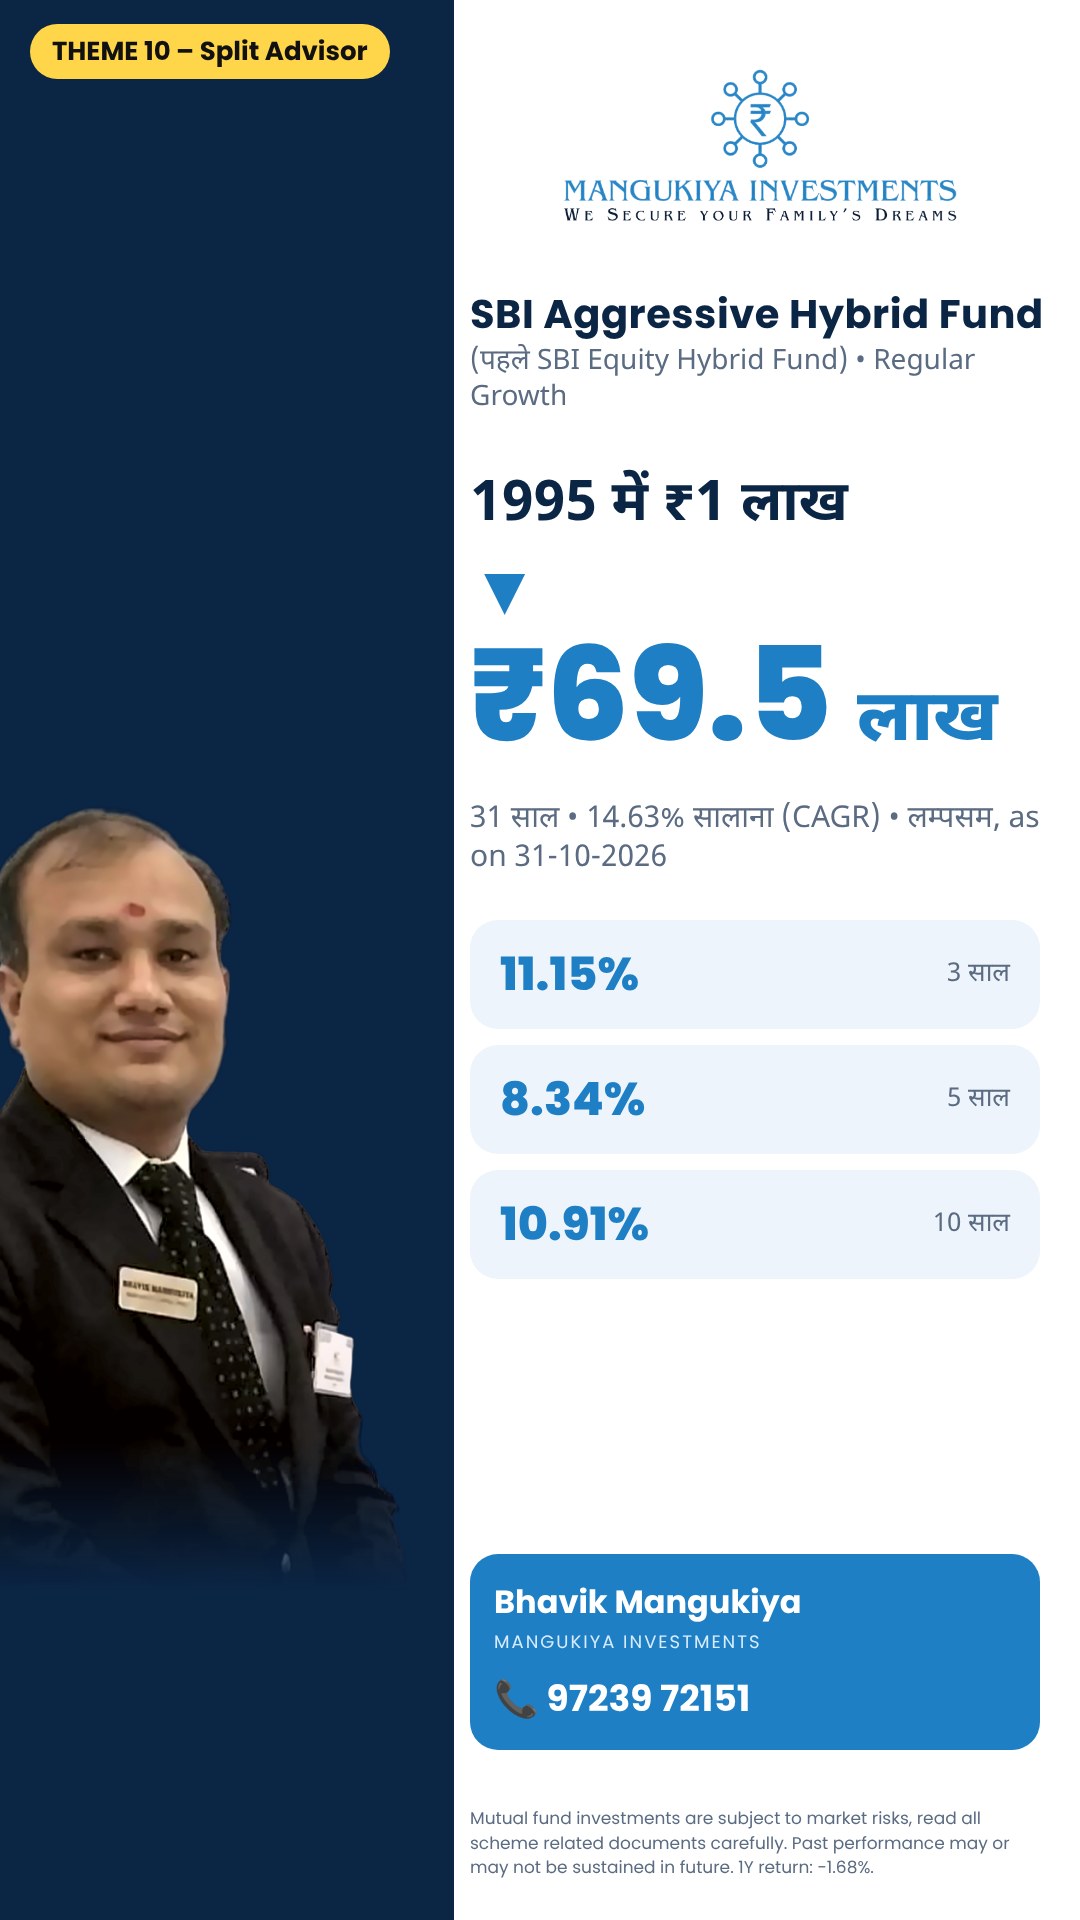 THEME 10 – Split Advisor
₹
MANGUKIYA INVESTMENTS
WE SECURE YOUR FAMILY'S DREAMS
SBI Aggressive Hybrid Fund
(पहले SBI Equity Hybrid Fund) • Regular
Growth
1995 में ₹1 लाख
▼
₹69.5 लाख
31 साल • 14.63% सालाना (CAGR) • लम्पसम, as
on 31-10-2026
11.15% 3 साल
8.34% 5 साल
10.91% 10 साल
BHAVIK MANGUKIYA
Bhavik Mangukiya
MANGUKIYA INVESTMENTS
📞 97239 72151
Mutual fund investments are subject to market risks, read all
scheme related documents carefully. Past performance may or
may not be sustained in future. 1Y return: -1.68%.